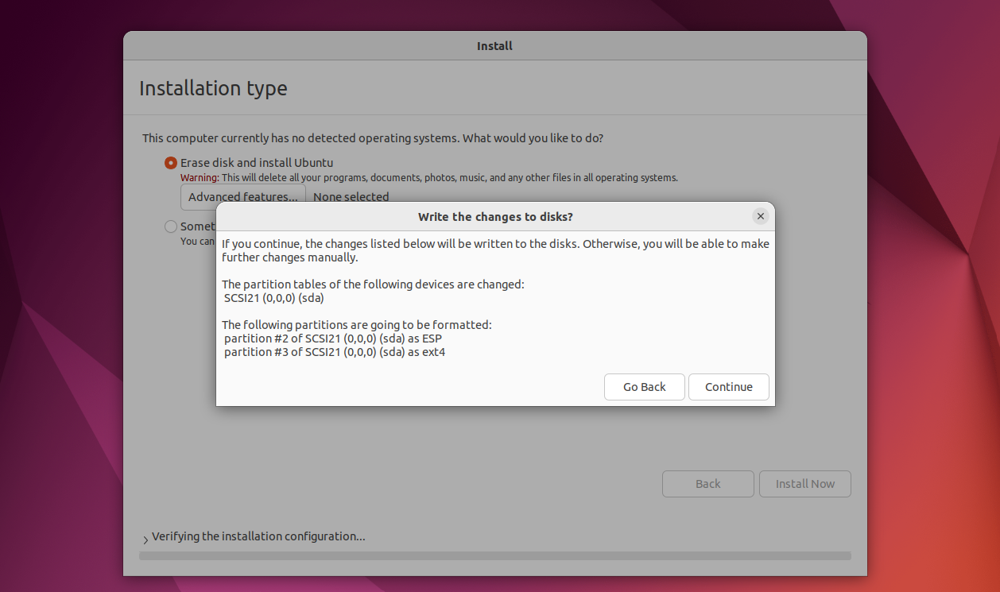 Install
Installation type
This computer currently has no detected operating systems. What would you like to do?
Erase disk and install Ubuntu
Warning: This will delete all your programs, documents, photos, music, and any other files in all operating systems.
Advanced features... None selected
Somet
You can
Write the changes to disks?
If you continue, the changes listed below will be written to the disks. Otherwise, you will be able to make
further changes manually.
The partition tables of the following devices are changed:
SCSI21 (0,0,0) (sda)
The following partitions are going to be formatted:
partition #2 of SCSI21 (0,0,0) (sda) as ESP
partition #3 of SCSI21 (0,0,0) (sda) as ext4
Go Back Continue
Back Install Now
Verifying the installation configuration...